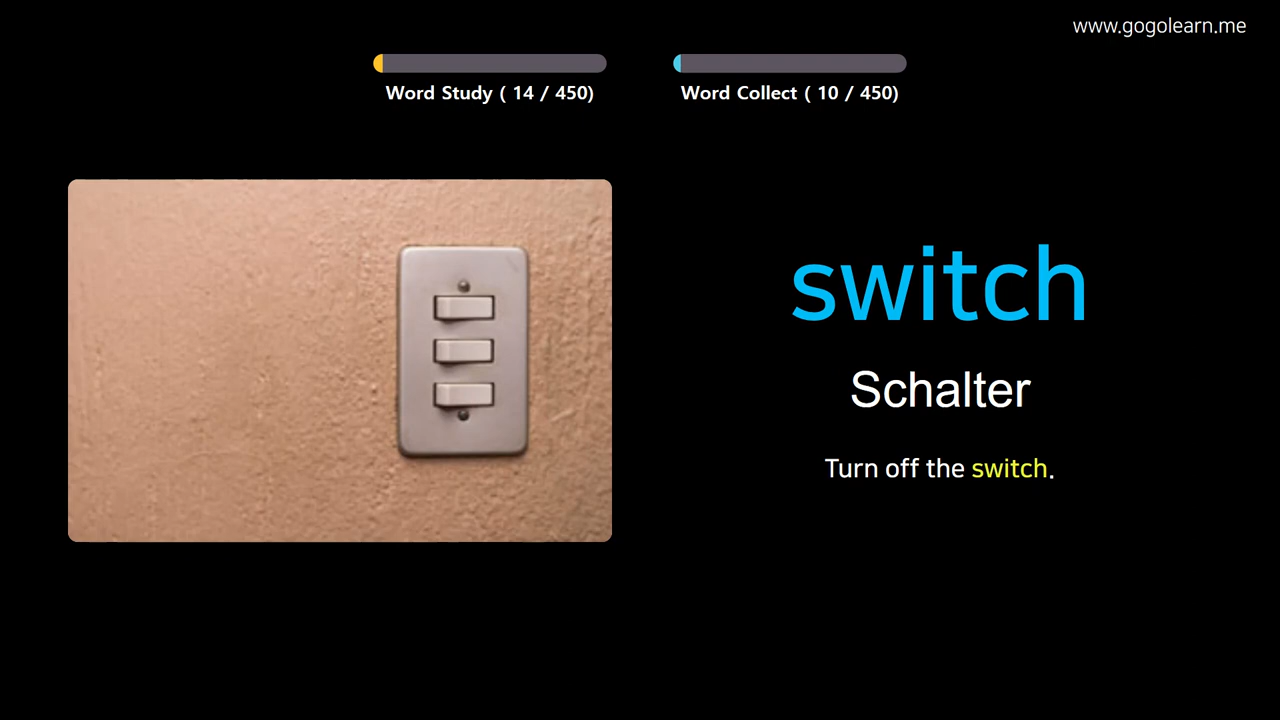 www.gogolearn.me
Word Study ( 14 / 450)
Word Collect ( 10 / 450)
switch
Schalter
Turn off the switch.